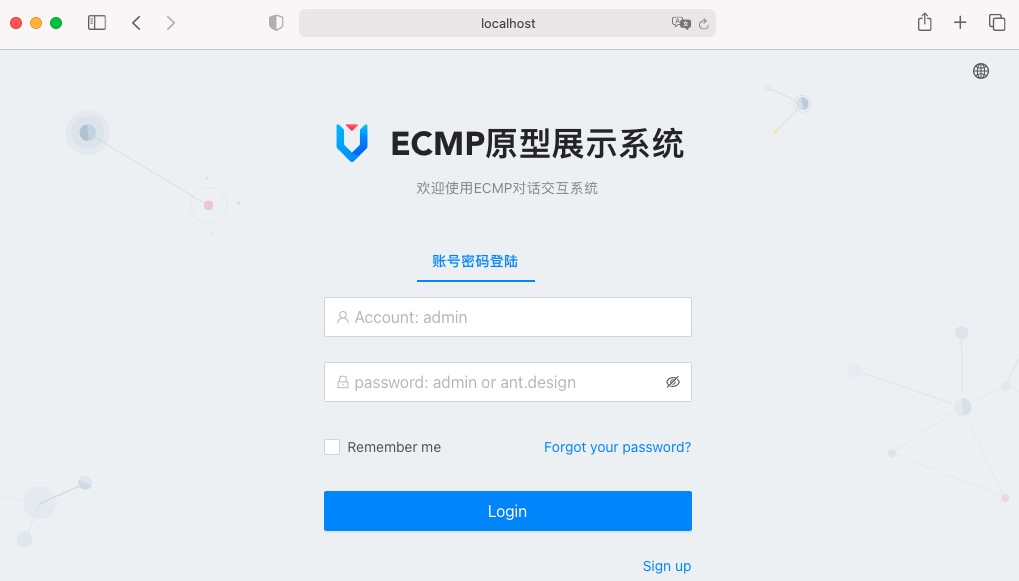 localhost
ECMP原型展示系统
欢迎使用ECMP对话交互系统
账号密码登陆
Account: admin
password: admin or ant.design
Remember me
Forgot your password?
Login
Sign up